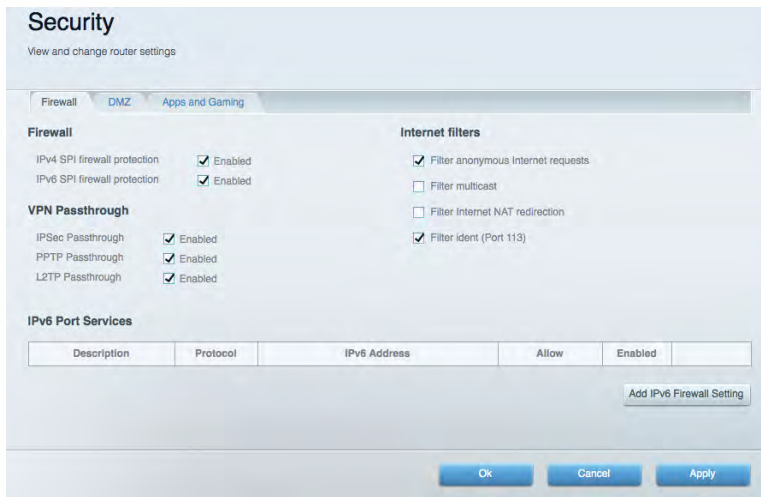 Security
View and change router settings
Firewall DMZ Apps and Gaming
Firewall
IPv4 SPI firewall protection Enabled
IPv6 SPI firewall protection Enabled
VPN Passthrough
IPSec Passthrough Enabled
PPTP Passthrough Enabled
L2TP Passthrough Enabled
Internet filters
Filter anonymous Internet requests
Filter multicast
Filter Internet NAT redirection
Filter ident (Port 113)
IPv6 Port Services
Description Protocol IPv6 Address Allow Enabled
Add IPv6 Firewall Setting
Ok Cancel Apply